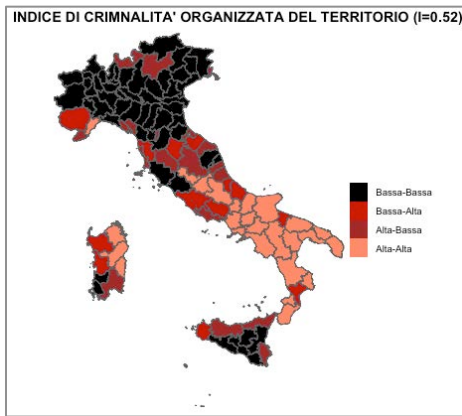 INDICE DI CRIMNALITA' ORGANIZZATA DEL TERRITORIO (I=0.52)
Bassa-Bassa
Bassa-Alta
Alta-Bassa
Alta-Alta